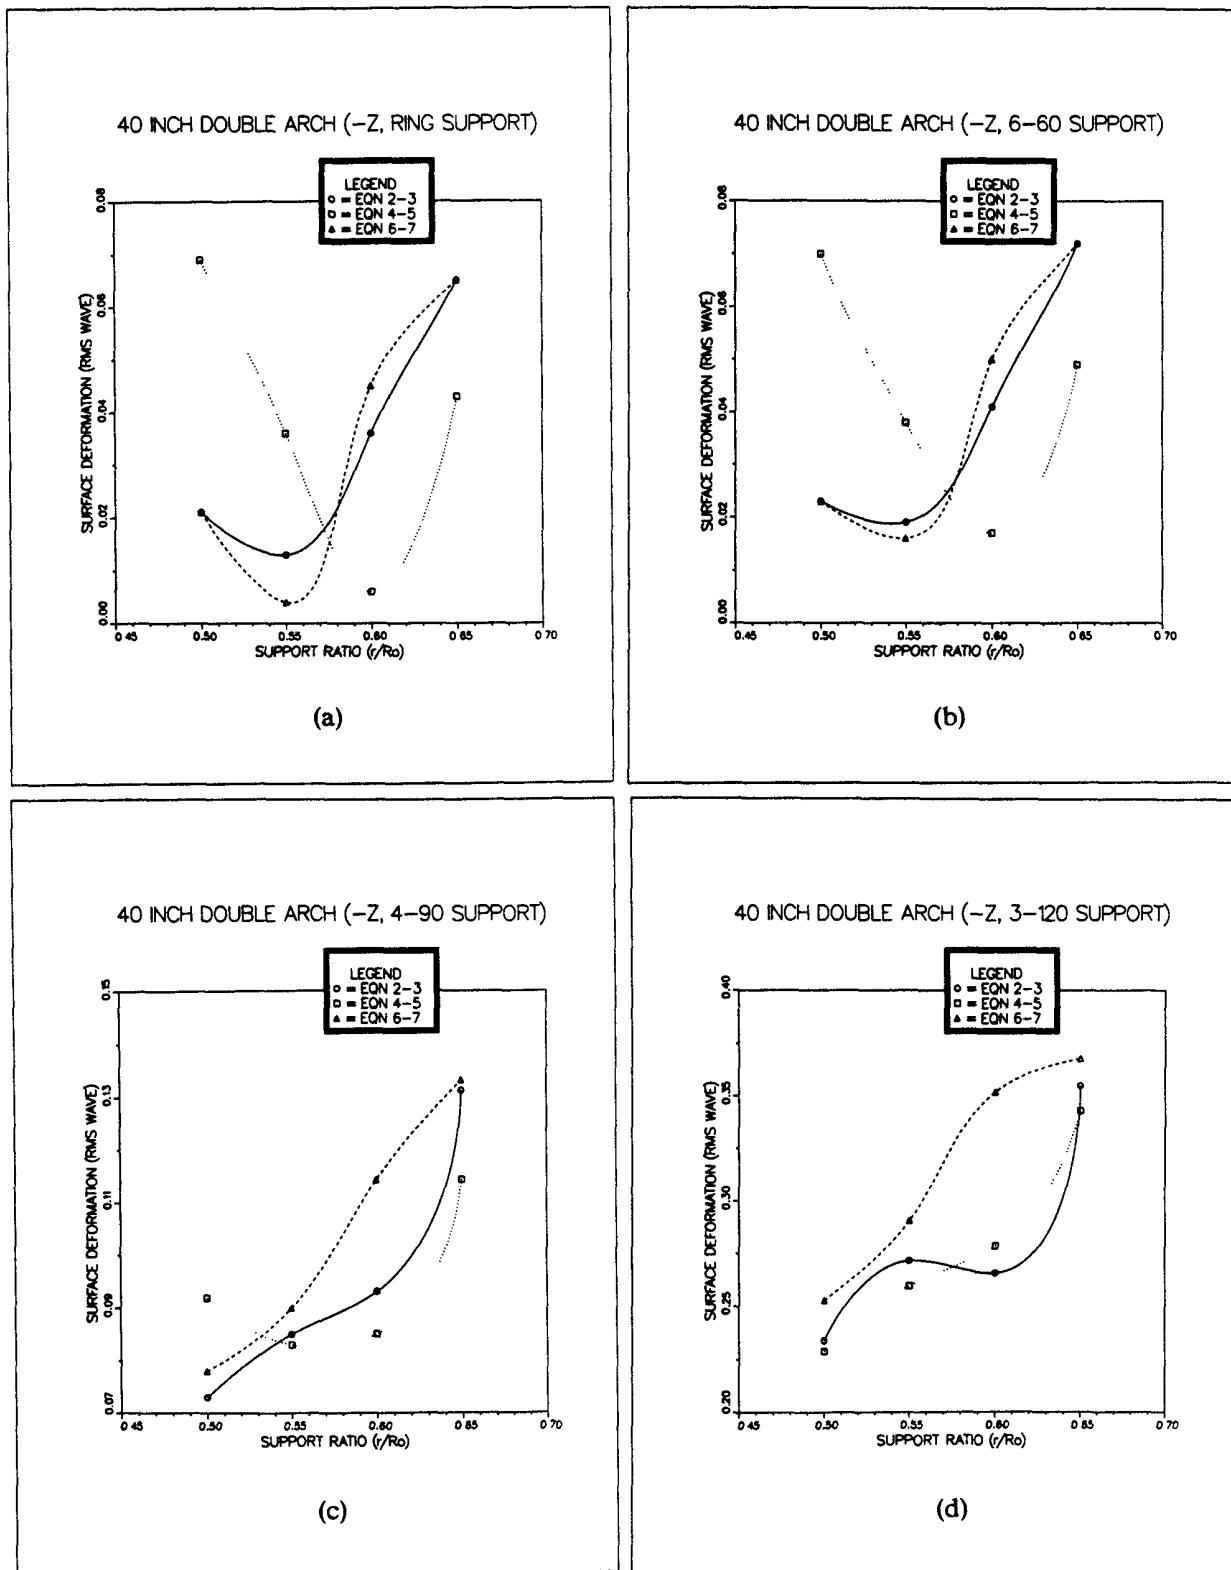 40 INCH DOUBLE ARCH (-Z, RING SUPPORT)
LEGEND
= EQN 2-3
= EQN 4-5
= EQN 6-7
SURFACE DEFORMATION (RMS WAVE)
0.08
0.06
0.04
0.02
0.00
0.45 0.50 0.55 0.60 0.65 0.70
SUPPORT RATIO (r/Ro)
(a)
40 INCH DOUBLE ARCH (-Z, 6-60 SUPPORT)
LEGEND
= EQN 2-3
= EQN 4-5
= EQN 6-7
SURFACE DEFORMATION (RMS WAVE)
0.08
0.06
0.04
0.02
0.00
0.45 0.50 0.55 0.60 0.65 0.70
SUPPORT RATIO (r/Ro)
(b)
40 INCH DOUBLE ARCH (-Z, 4-90 SUPPORT)
LEGEND
= EQN 2-3
= EQN 4-5
= EQN 6-7
SURFACE DEFORMATION (RMS WAVE)
0.15
0.13
0.11
0.09
0.07
0.45 0.50 0.55 0.60 0.65 0.70
SUPPORT RATIO (r/Ro)
(c)
40 INCH DOUBLE ARCH (-Z, 3-120 SUPPORT)
LEGEND
= EQN 2-3
= EQN 4-5
= EQN 6-7
SURFACE DEFORMATION (RMS WAVE)
0.40
0.35
0.30
0.25
0.20
0.45 0.50 0.55 0.60 0.65 0.70
SUPPORT RATIO (r/Ro)
(d)